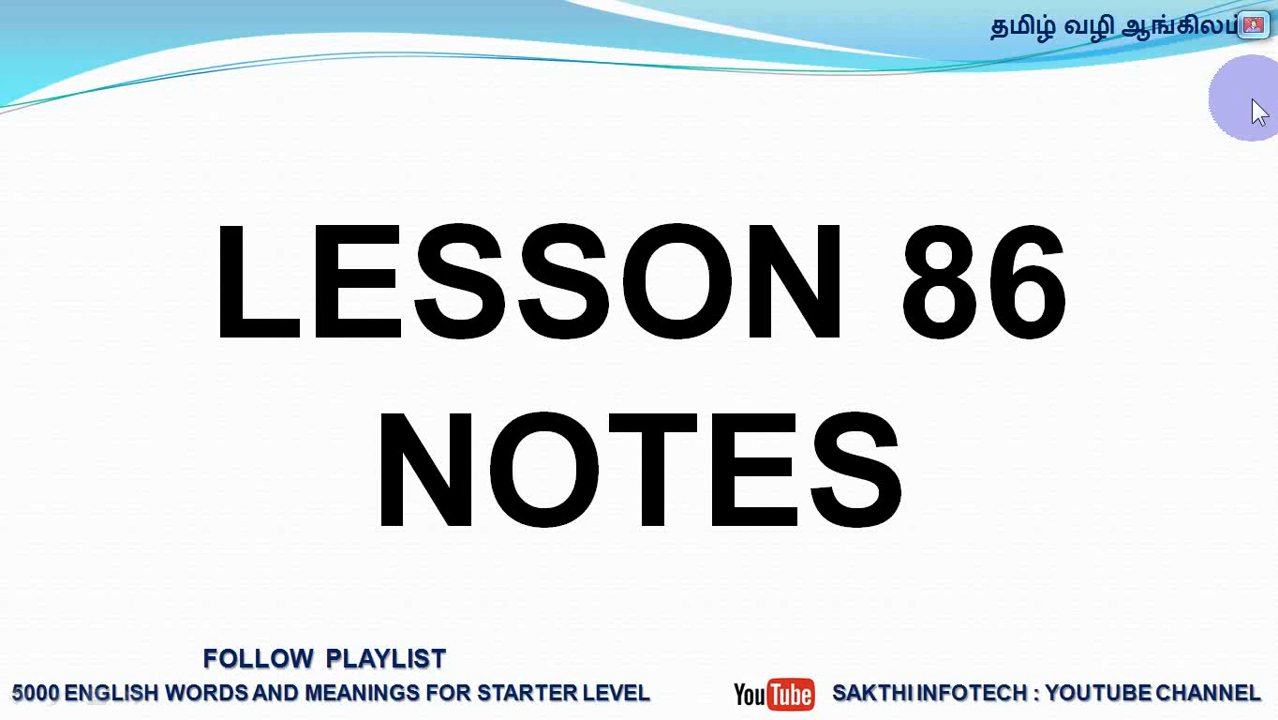 தமிழ் வழி ஆங்கிலம்
LESSON 86
NOTES
FOLLOW PLAYLIST
5000 ENGLISH WORDS AND MEANINGS FOR STARTER LEVEL
YouTube SAKTHI INFOTECH : YOUTUBE CHANNEL